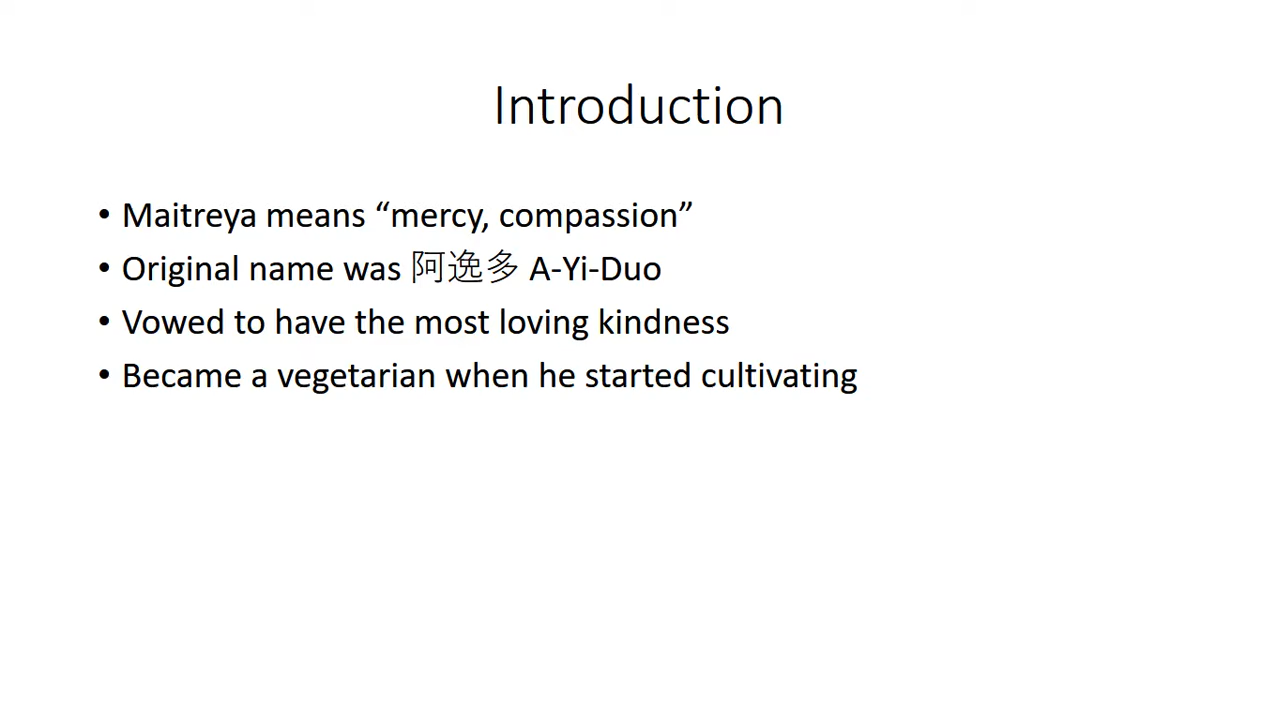 Introduction
• Maitreya means “mercy, compassion”
• Original name was 阿逸多 A-Yi-Duo
• Vowed to have the most loving kindness
• Became a vegetarian when he started cultivating